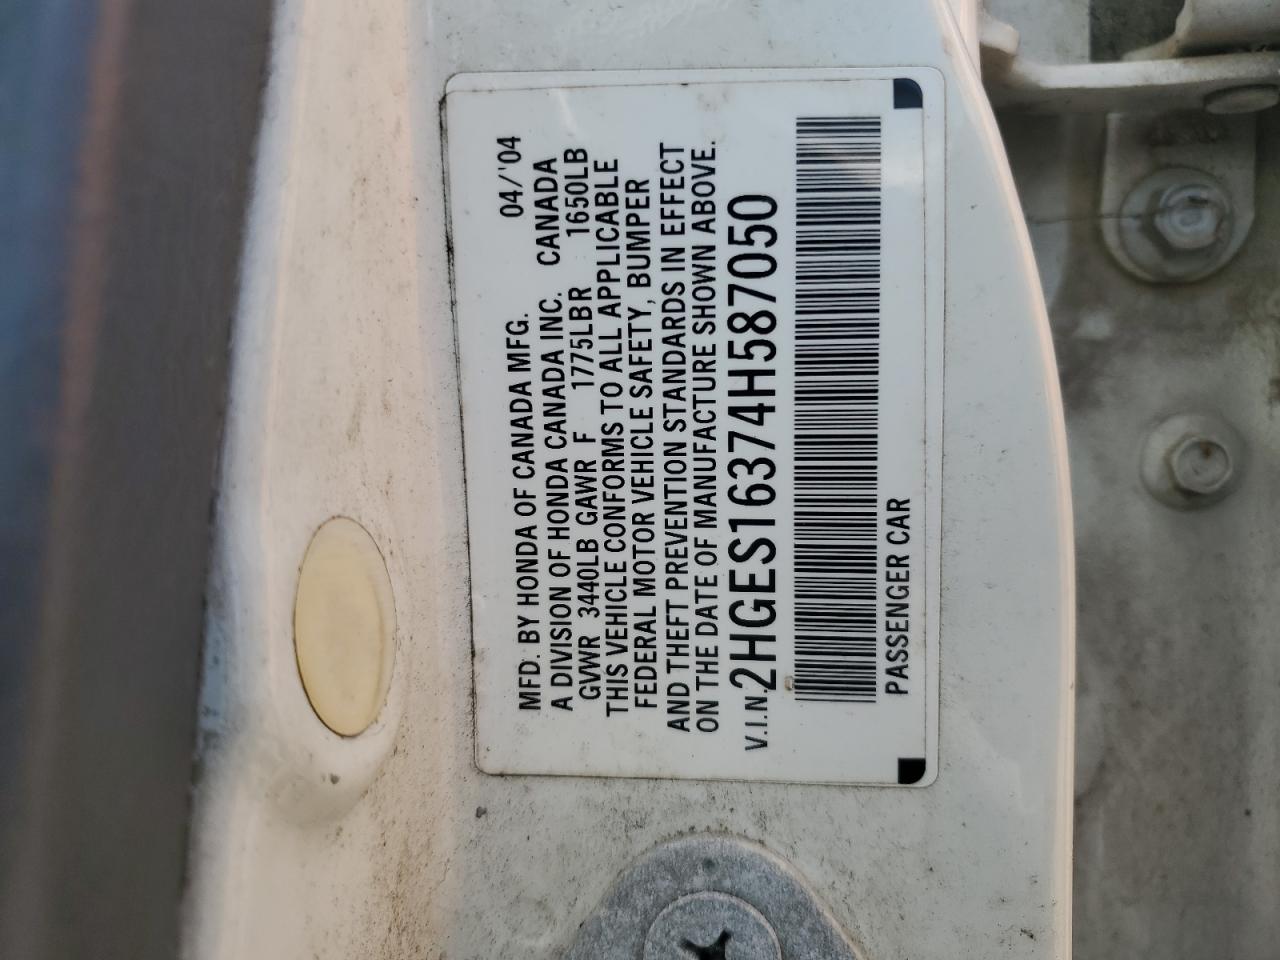 MFD. BY HONDA OF CANADA MFG. 04/'04
A DIVISION OF HONDA CANADA INC. CANADA
GVWR 3440LB GAWR F 1775LBR 1650LB
THIS VEHICLE CONFORMS TO ALL APPLICABLE
FEDERAL MOTOR VEHICLE SAFETY, BUMPER
AND THEFT PREVENTION STANDARDS IN EFFECT
ON THE DATE OF MANUFACTURE SHOWN ABOVE.
V.I.N. 2HGES16374H587050
PASSENGER CAR